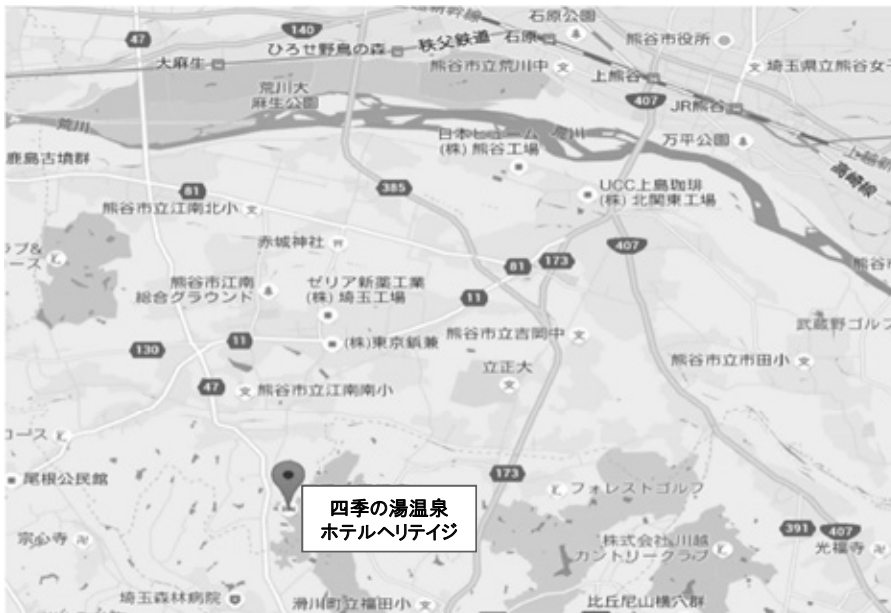 140
石原公園
47
ひろせ野鳥の森
秩父鉄道
石原
熊谷市役所
大麻生
熊谷市立荒川中
上熊谷
埼玉県立熊谷女子
荒川大
麻生公園
407
JR熊谷
荒川
日本ヒューム
(株) 熊谷工場
万平公園
鹿島古墳群
高崎線
81
385
UCC上島珈琲
(株) 北関東工場
熊谷市立江南北小
赤城神社
407
173
81
熊谷市江南
総合グラウンド
ゼリア新薬工業
(株) 埼玉工場
11
武蔵野ゴルフ
130
11
(株)東京鋲兼
熊谷市立吉岡中
熊谷市立市田小
立正大
47
熊谷市立江南南小
コース
尾根公民館
173
フォレストゴルフ
四季の湯温泉
ホテルヘリテイジ
宗心寺
株式会社川越
カントリークラブ
391
407
光福寺
埼玉森林病院
滑川町立福田小
比丘尼山横穴群